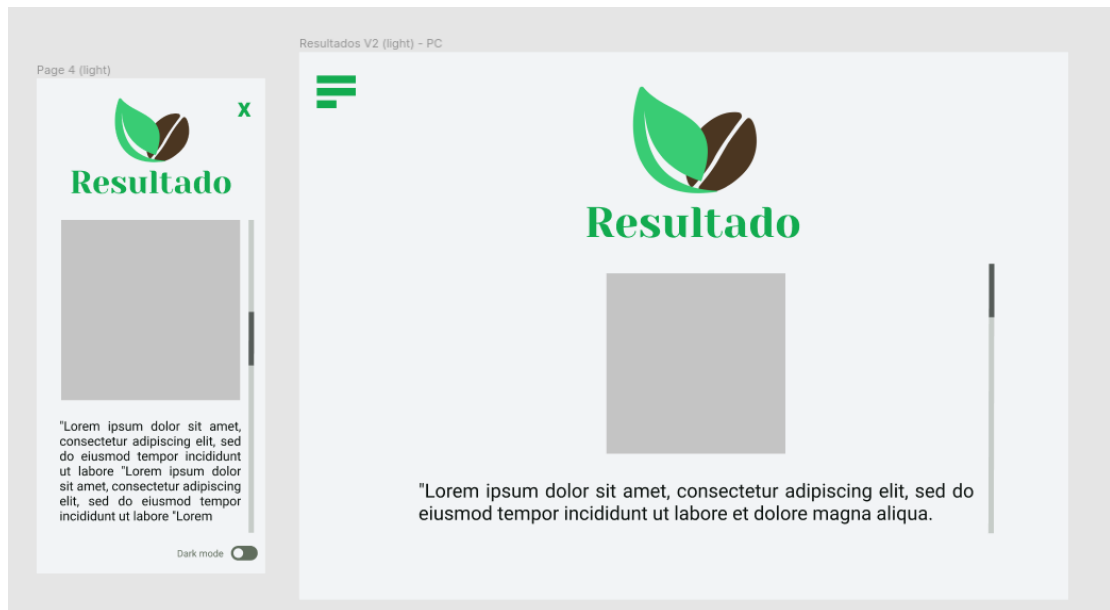 Page 4 (light)
X
Resultado
"Lorem ipsum dolor sit amet,
consectetur adipiscing elit, sed
do eiusmod tempor incididunt
ut labore "Lorem ipsum dolor
sit amet, consectetur adipiscing
elit, sed do eiusmod tempor
incididunt ut labore "Lorem
Dark mode
Resultados V2 (light) - PC
Resultado
"Lorem ipsum dolor sit amet, consectetur adipiscing elit, sed do
eiusmod tempor incididunt ut labore et dolore magna aliqua.